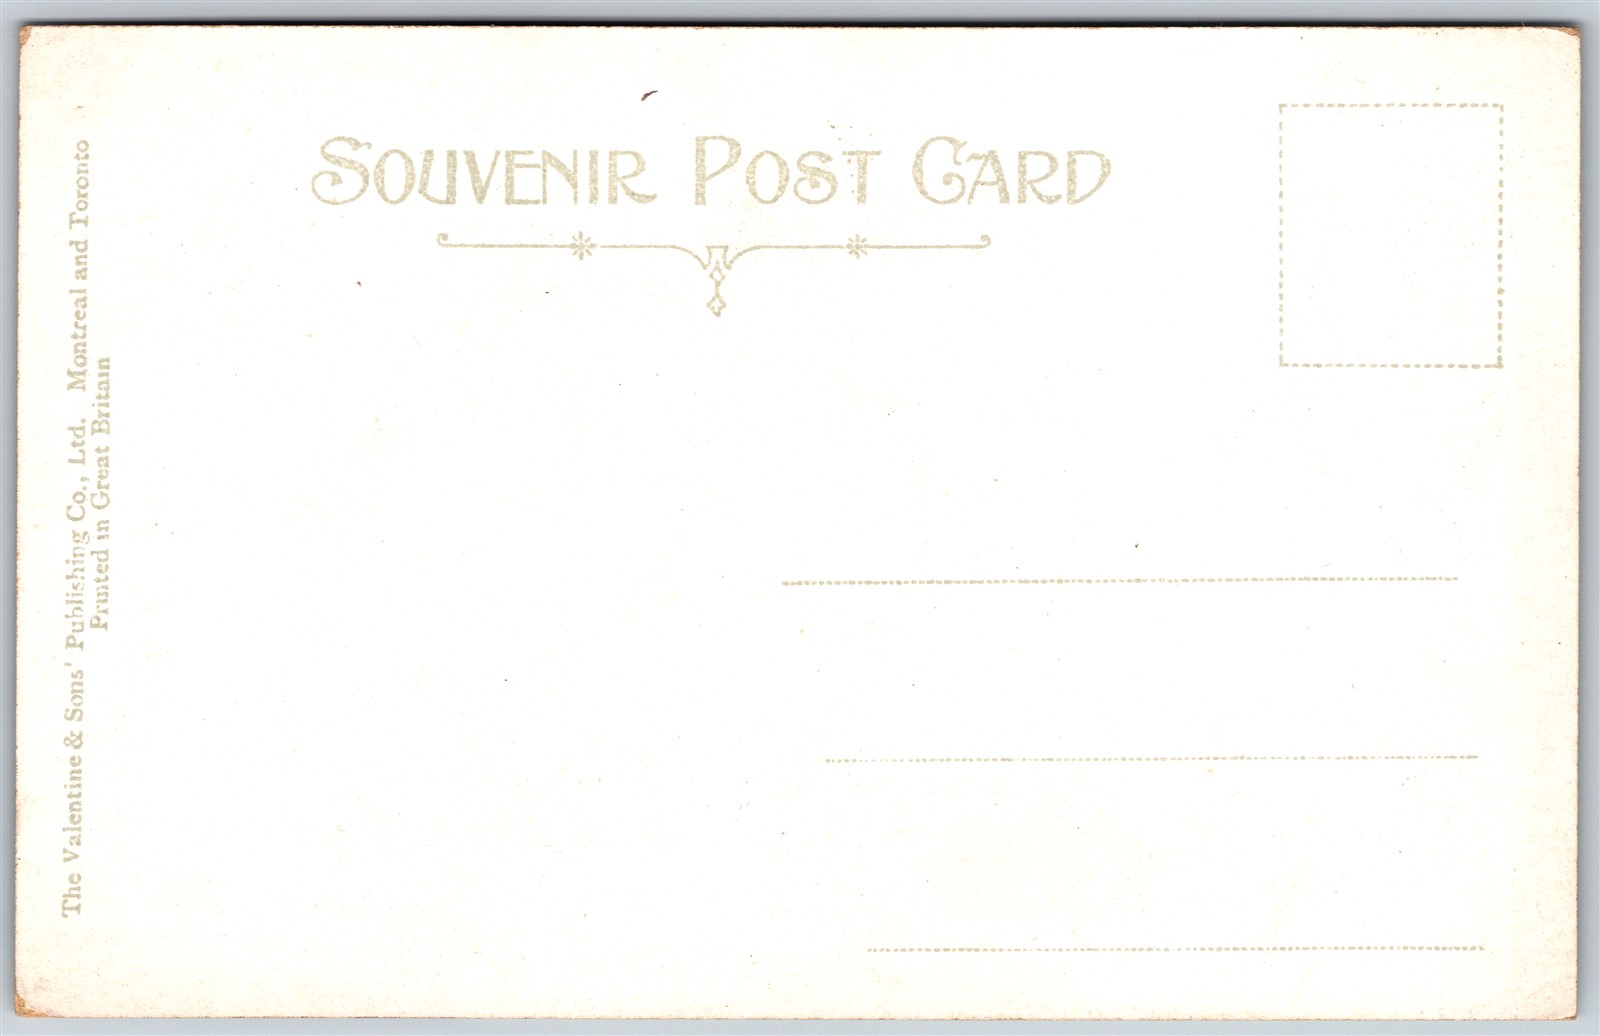 SOUVENIR POST CARD
The Valentine & Sons' Publishing Co., Ltd. Montreal and Toronto
Printed in Great Britain